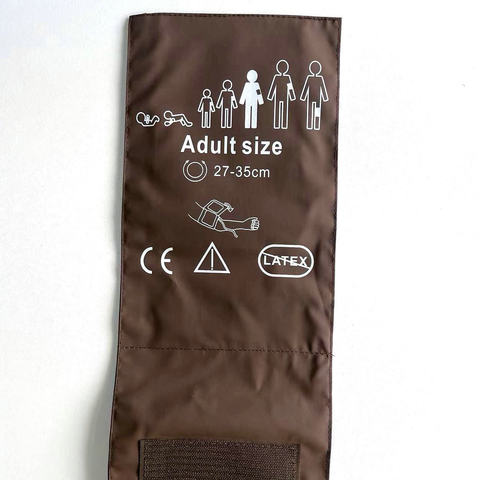 Adult size
27-35cm
CE
LATEX